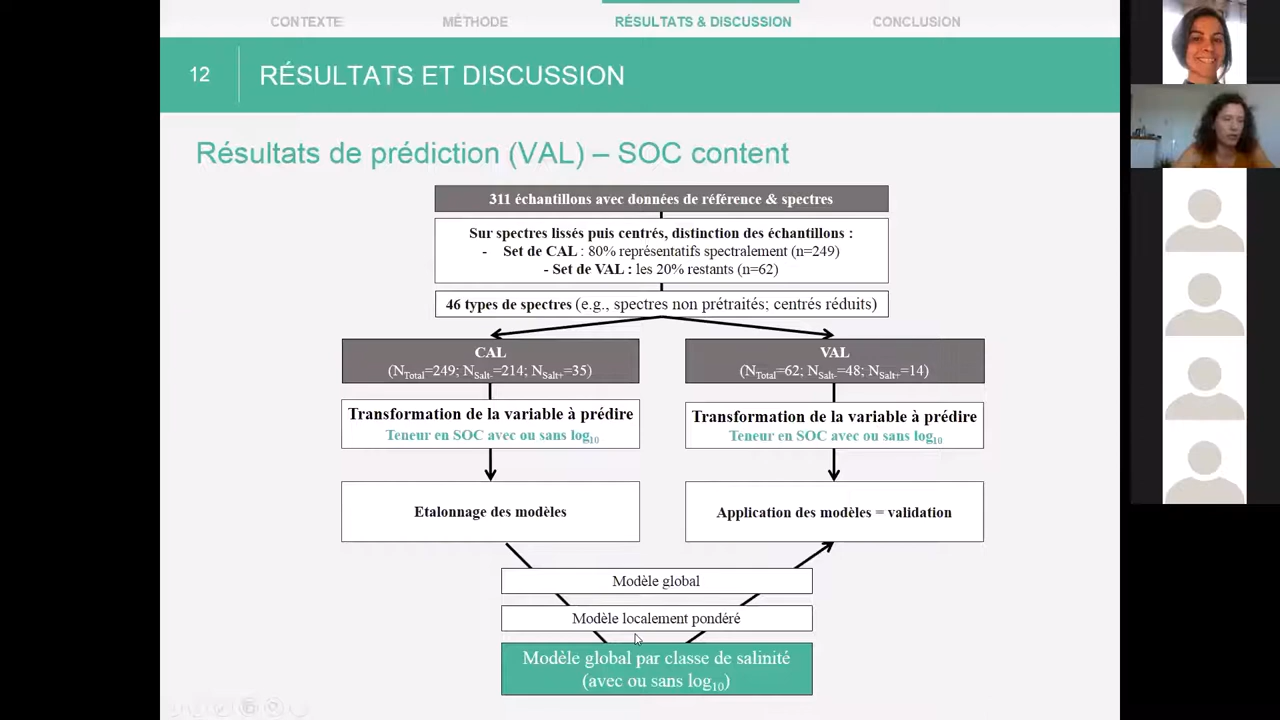 CONTEXTE
MÉTHODE
RÉSULTATS & DISCUSSION
CONCLUSION
12
RÉSULTATS ET DISCUSSION
Résultats de prédiction (VAL) – SOC content
311 échantillons avec données de référence & spectres
Sur spectres lissés puis centrés, distinction des échantillons :
- Set de CAL : 80% représentatifs spectralement (n=249)
- Set de VAL : les 20% restants (n=62)
46 types de spectres (e.g., spectres non prétraités; centrés réduits)
CAL
(NTotal=249; NSalt-=214; NSalt+=35)
VAL
(NTotal=62; NSalt-=48; NSalt+=14)
Transformation de la variable à prédire
Teneur en SOC avec ou sans log10
Transformation de la variable à prédire
Teneur en SOC avec ou sans log10
Etalonnage des modèles
Application des modèles = validation
Modèle global
Modèle localement pondéré
Modèle global par classe de salinité
(avec ou sans log10)